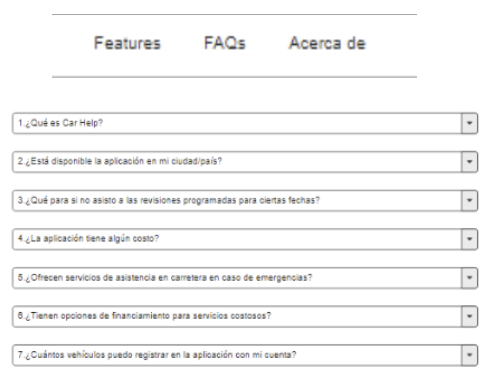 Features FAQs Acerca de
1.¿Qué es Car Help?
2.¿Está disponible la aplicación en mi ciudad/país?
3.¿Qué para si no asisto a las revisiones programadas para ciertas fechas?
4.¿La aplicación tiene algún costo?
5.¿Ofrecen servicios de asistencia en carretera en caso de emergencias?
6.¿Tienen opciones de financiamiento para servicios costosos?
7.¿Cuántos vehículos puedo registrar en la aplicación con mi cuenta?